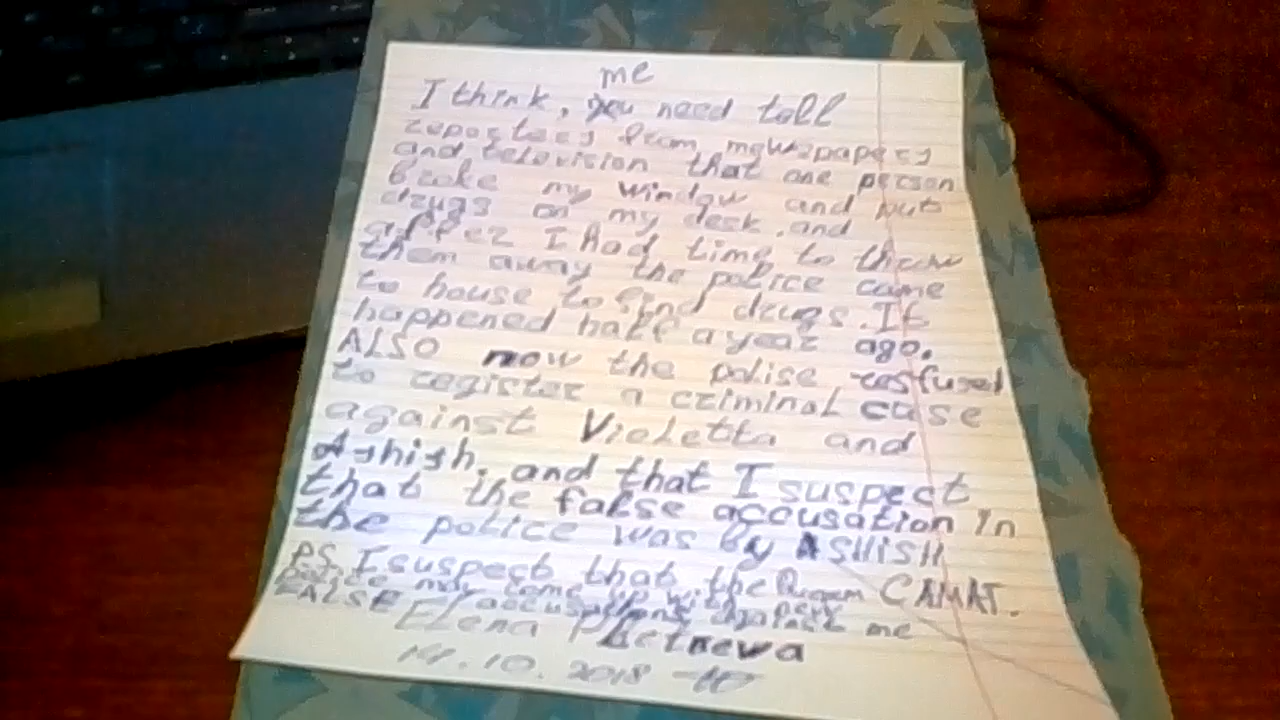 me
I think, you need tell
reporters from newspapers
and television that one person
broke my window and put
drugs on my desk, and
after I had time to throw
them away the police came
to house to find drugs. It
happened half a year ago.
ALSO now the polise resfused
to register a criminal case
against Violetta and
Ashish, and that I suspect
that the false accusation in
the police was by ASHISH
PS. I suspect that the CAMAT.
police may come up with
FALSE accusations against me
Elena
14.10.2018